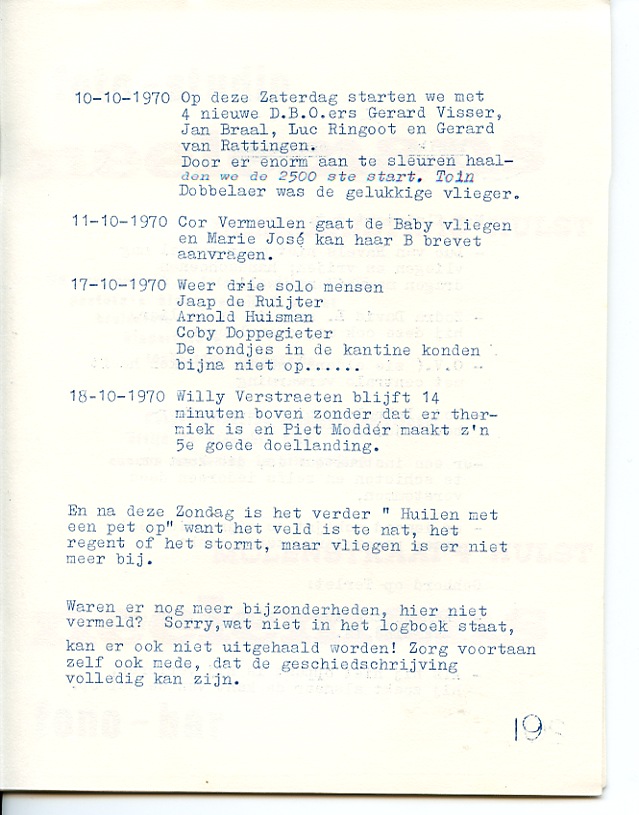 10-10-1970 Op deze Zaterdag starten we met
4 nieuwe D.B.O.ers Gerard Visser,
Jan Braal, Luc Ringoot en Gerard
van Rattingen.
Door er enorm aan te sleuren haal-
den we de 2500 ste start. Toin
Dobbelaer was de gelukkige vlieger.
11-10-1970 Cor Vermeulen gaat de Baby vliegen
en Marie José kan haar B brevet
aanvragen.
17-10-1970 Weer drie solo mensen
Jaap de Ruijter
Arnold Huisman
Coby Doppegieter
De rondjes in de kantine konden
bijna niet op......
18-10-1970 Willy Verstraeten blijft 14
minuten boven zonder dat er ther-
miek is en Piet Modder maakt z'n
5e goede doellanding.
En na deze Zondag is het verder " Huilen met
een pet op" want het veld is te nat, het
regent of het stormt, maar vliegen is er niet
meer bij.
Waren er nog meer bijzonderheden, hier niet
vermeld? Sorry,wat niet in het logboek staat,
kan er ook niet uitgehaald worden! Zorg voortaan
zelf ook mede, dat de geschiedschrijving
volledig kan zijn.
19